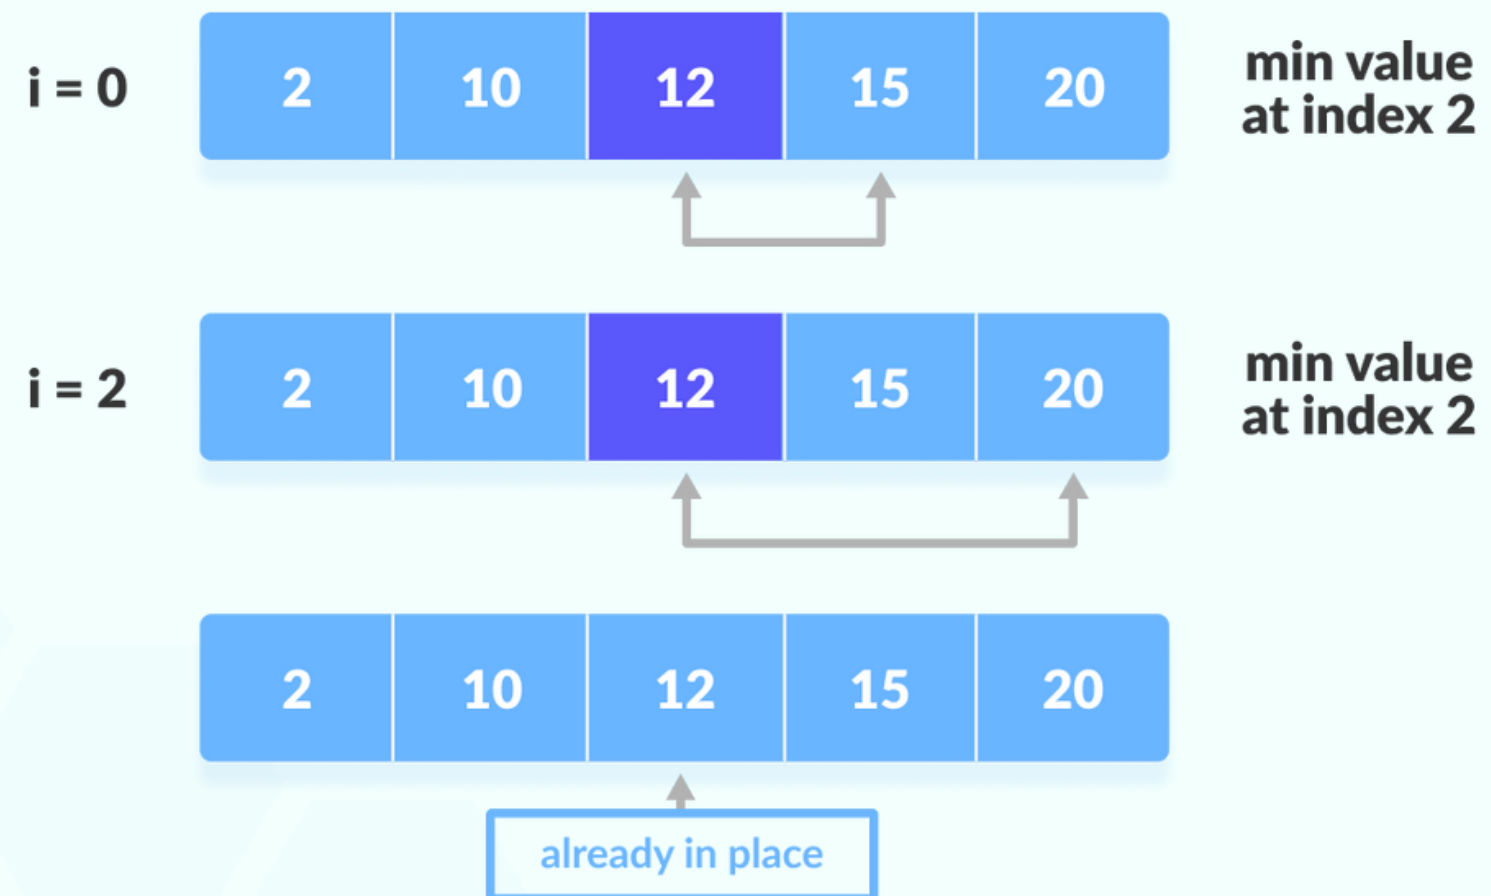 i = 0
2 10 12 15 20
min value
at index 2
i = 2
2 10 12 15 20
min value
at index 2
2 10 12 15 20
already in place